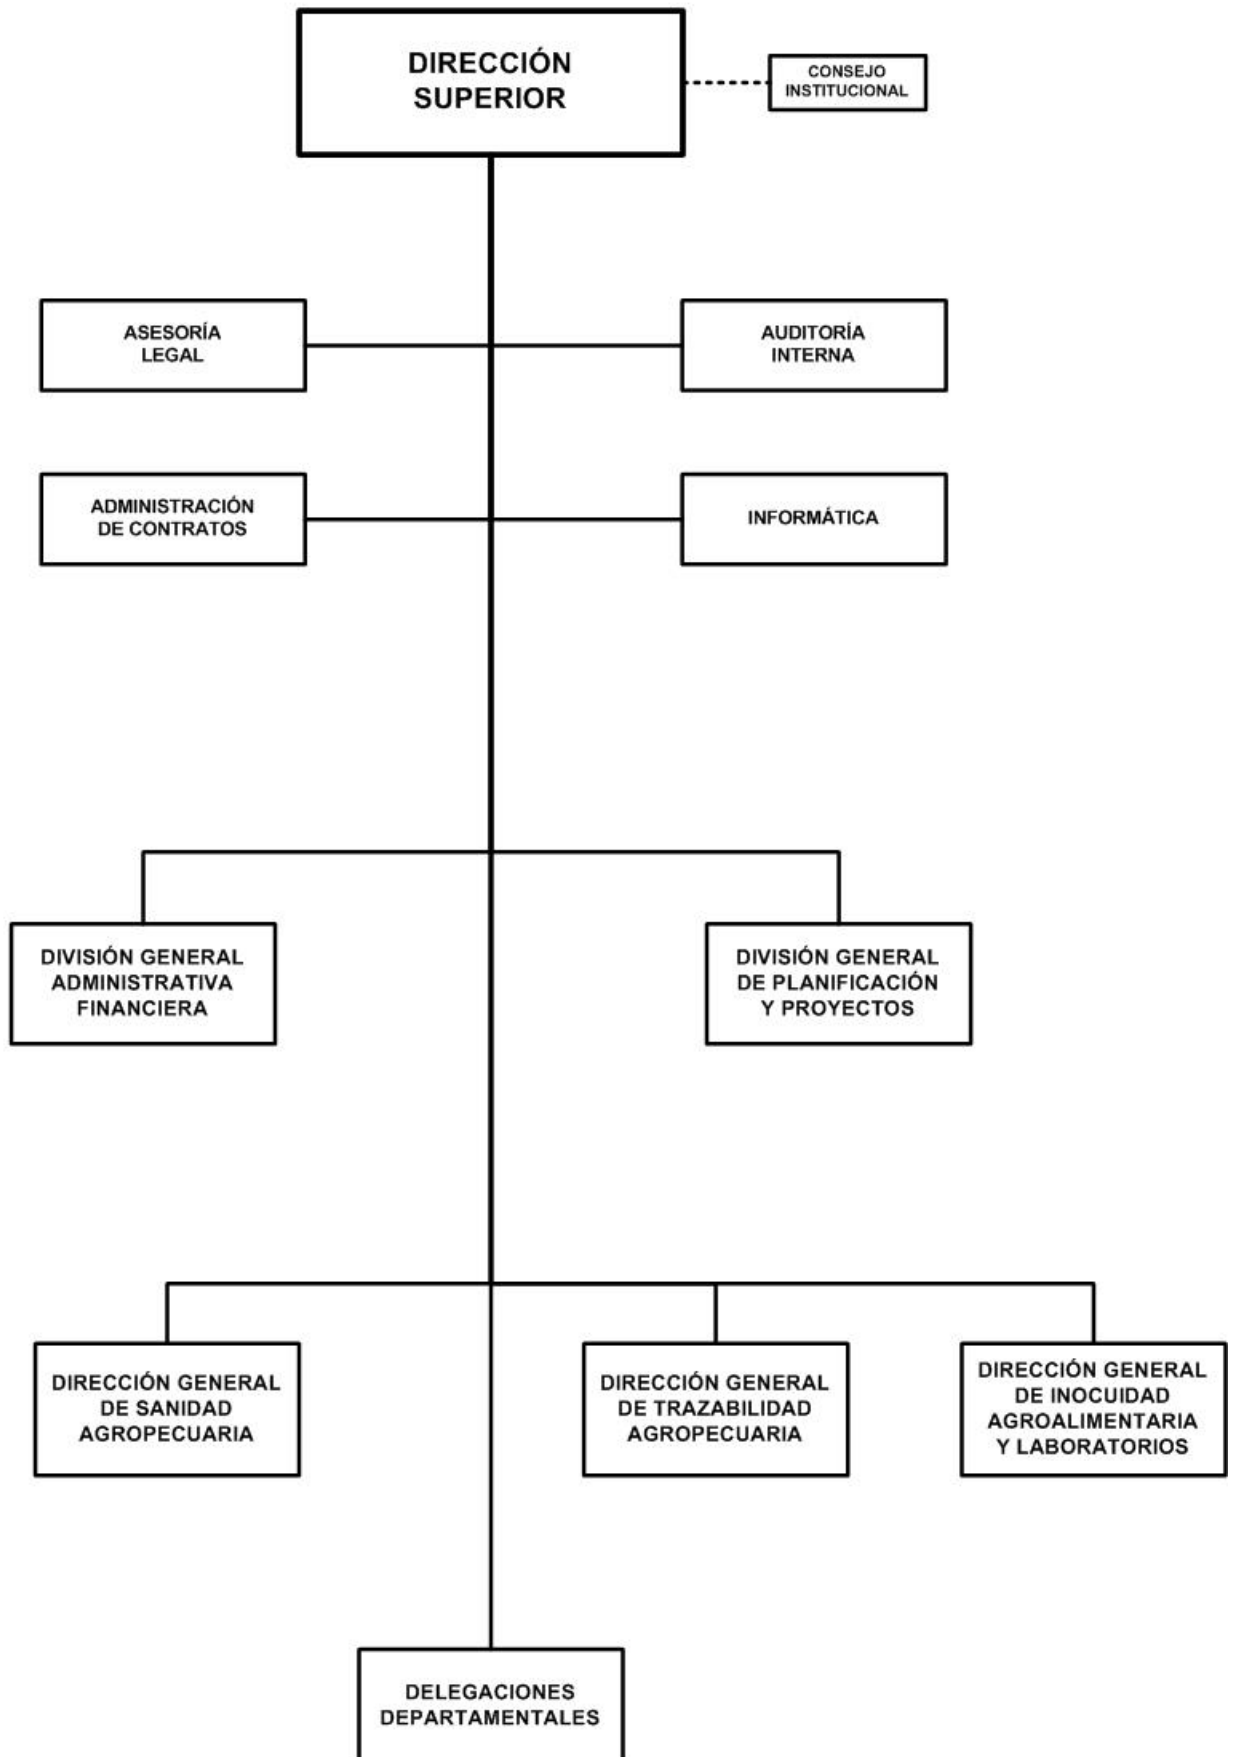 DIRECCIÓN
SUPERIOR
CONSEJO
INSTITUCIONAL
ASESORÍA
LEGAL
AUDITORÍA
INTERNA
ADMINISTRACIÓN
DE CONTRATOS
INFORMÁTICA
DIVISIÓN GENERAL
ADMINISTRATIVA
FINANCIERA
DIVISIÓN GENERAL
DE PLANIFICACIÓN
Y PROYECTOS
DIRECCIÓN GENERAL
DE SANIDAD
AGROPECUARIA
DIRECCIÓN GENERAL
DE TRAZABILIDAD
AGROPECUARIA
DIRECCIÓN GENERAL
DE INOCUIDAD
AGROALIMENTARIA
Y LABORATORIOS
DELEGACIONES
DEPARTAMENTALES